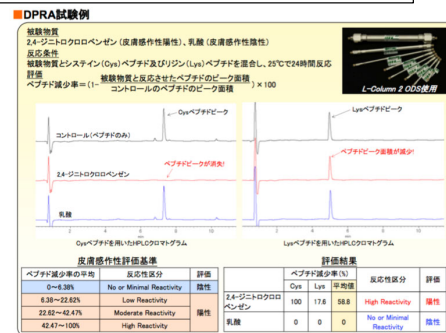 ■DPRA試験例
被験物質
2,4-ジニトロクロロベンゼン(皮膚感作性陽性)、乳酸(皮膚感作性陰性)
反応条件
被験物質とシステイン(Cys)ペプチド及びリジン(Lys)ペプチドを混合し、25℃で24時間反応
評価
ペプチド減少率=(1-被験物質と反応させたペプチドのピーク面積/コントロールのペプチドのピーク面積)×100
L-Column 2 ODS使用
Cysペプチドピーク
コントロール(ペプチドのみ)
ペプチドピークが消失!
2,4-ジニトロクロロベンゼン
乳酸
Cysペプチドを用いたHPLCクロマトグラム
Lysペプチドピーク
ペプチドピーク面積が減少!
Lysペプチドを用いたHPLCクロマトグラム
皮膚感作性評価基準
ペプチド減少率の平均 反応性区分 評価
0~6.38% No or Minimal Reactivity 陰性
6.38~22.62% Low Reactivity 陽性
22.62~42.47% Moderate Reactivity
42.47~100% High Reactivity
評価結果
ペプチド減少率(%) 反応性区分 評価
Cys Lys 平均値
2,4-ジニトロクロロベンゼン 100 17.6 58.8 High Reactivity 陽性
乳酸 0 0 0 No or Minimal Reactivity 陰性